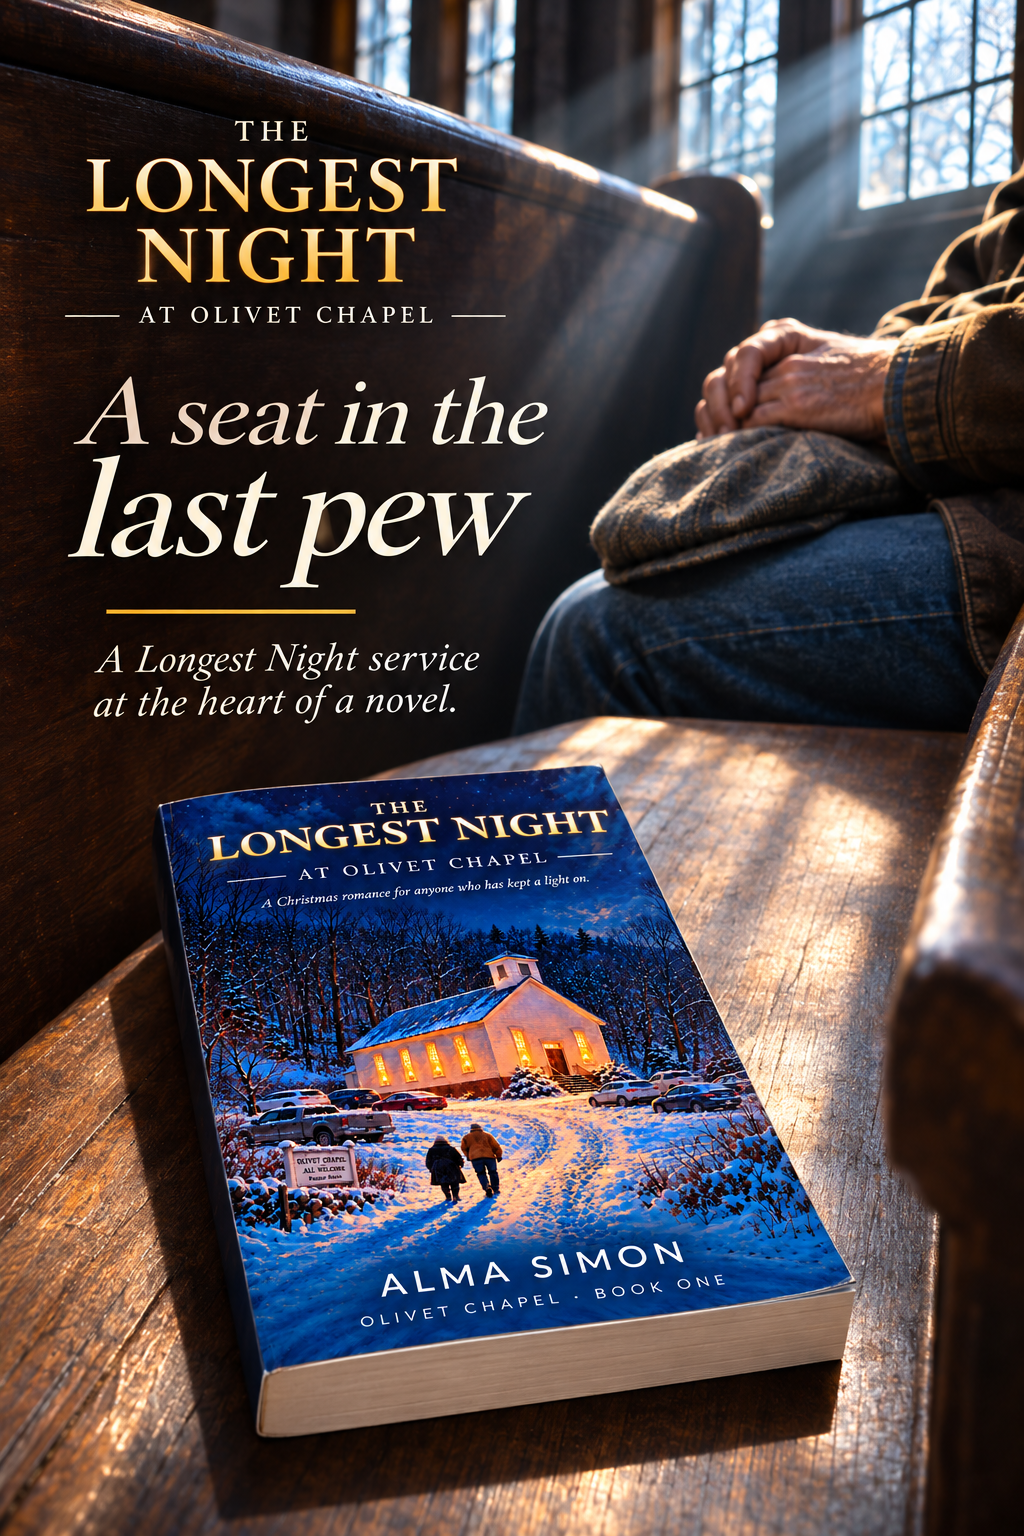 THE
LONGEST
NIGHT
AT OLIVET CHAPEL
A seat in the
last pew
A Longest Night service
at the heart of a novel.
THE
LONGEST NIGHT
AT OLIVET CHAPEL
A Christmas romance for anyone who has kept a light on.
OLIVET CHAPEL
ALL WELCOME
ALMA SIMON
OLIVET CHAPEL · BOOK ONE